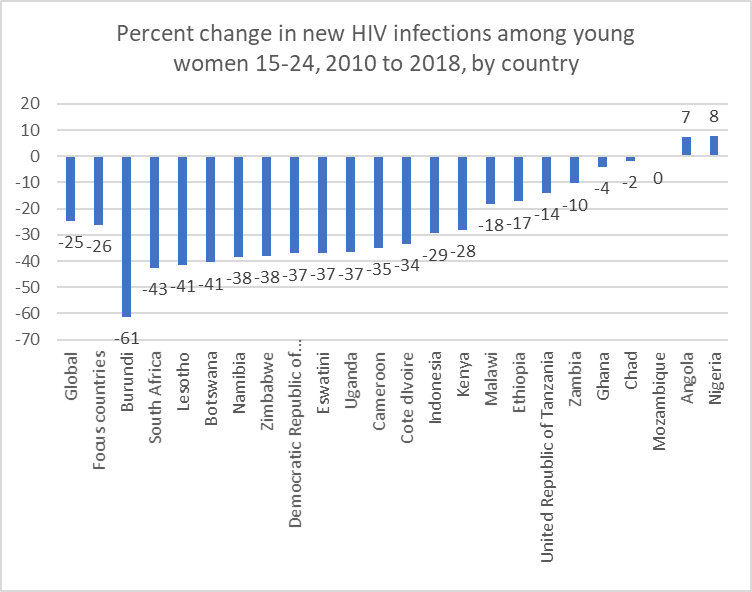 Percent change in new HIV infections among young
women 15-24, 2010 to 2018, by country
20
10
0
-10
-20
-30
-40
-50
-60
-70
-25
-26
-61
-43
-41
-41
-38
-38
-37
-37
-37
-35
-34
-29
-28
-18
-17
-14
-10
-4
-2
0
7
8
Global
Focus countries
Burundi
South Africa
Lesotho
Botswana
Namibia
Zimbabwe
Democratic Republic of…
Eswatini
Uganda
Cameroon
Cote dIvoire
Indonesia
Kenya
Malawi
Ethiopia
United Republic of Tanzania
Zambia
Ghana
Chad
Mozambique
Angola
Nigeria